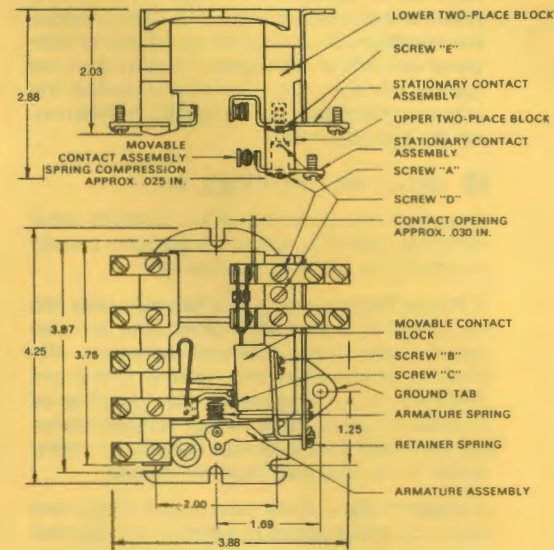 LOWER TWO-PLACE BLOCK
SCREW "E"
STATIONARY CONTACT
ASSEMBLY
UPPER TWO-PLACE BLOCK
STATIONARY CONTACT
ASSEMBLY
SCREW "A"
SCREW "D"
CONTACT OPENING
APPROX. .030 IN.
2.03
2.88
MOVABLE
CONTACT ASSEMBLY
SPRING COMPRESSION
APPROX. .025 IN.
MOVABLE CONTACT
BLOCK
SCREW "B"
SCREW "C"
GROUND TAB
ARMATURE SPRING
RETAINER SPRING
ARMATURE ASSEMBLY
4.25
3.87
3.75
1.25
2.00
1.69
3.88